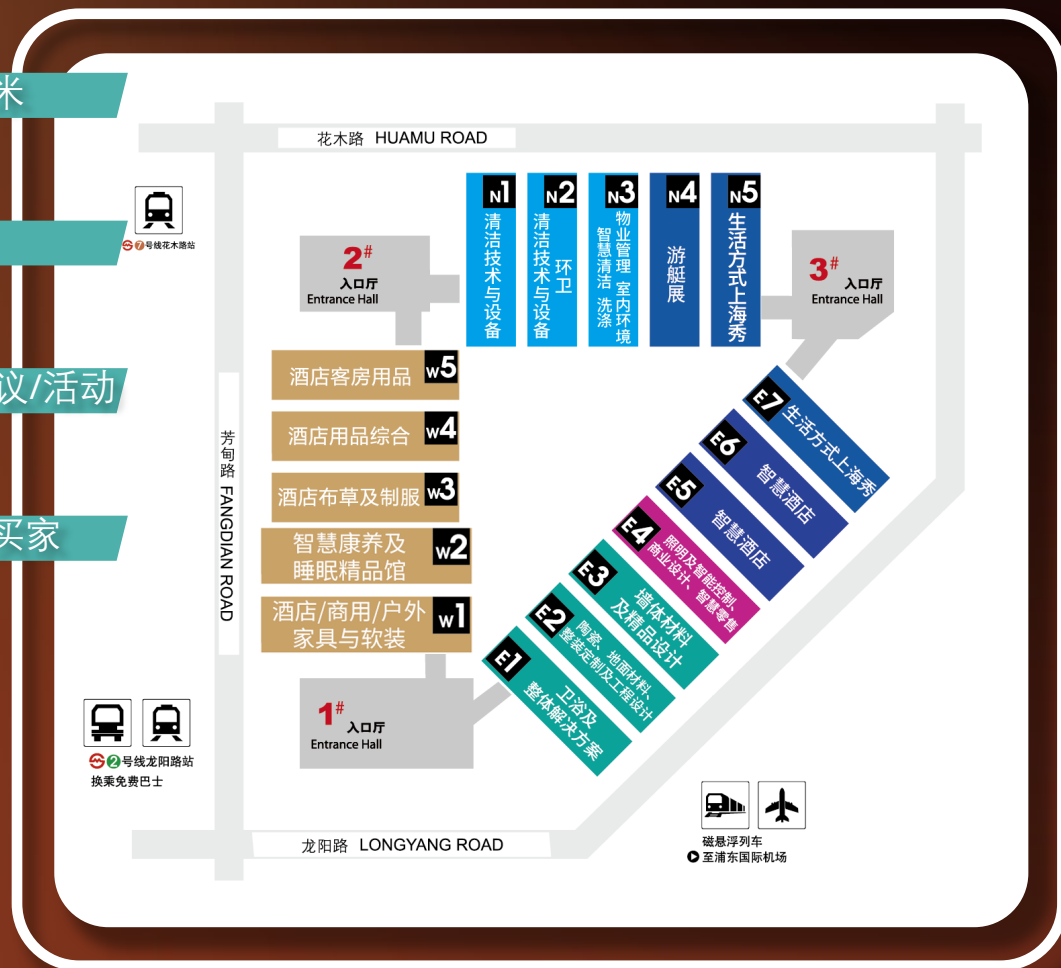 米
议/活动
买家
花木路 HUAMU ROAD
7号线花木路站
2#
入口厅
Entrance Hall
N1
清洁技术与设备
N2
清洁技术与设备
环卫
N3
物业管理 室内环境
智慧清洁 洗涤
N4
游艇展
N5
生活方式上海秀
3#
入口厅
Entrance Hall
酒店客房用品 W5
酒店用品综合 W4
酒店布草及制服 W3
智慧康养及
睡眠精品馆
W2
酒店/商用/户外
家具与软装
W1
芳甸路 FANGDIAN ROAD
E7 生活方式上海秀
E6 智慧酒店
E5 智慧酒店
E4
照明及智能控制、
商业设计、智慧零售
E3
墙体材料
及精品设计
E2
陶瓷、地面材料、
整装定制及工程设计
E1
卫浴及
整体解决方案
1#
入口厅
Entrance Hall
2号线龙阳路站
换乘免费巴士
龙阳路 LONGYANG ROAD
磁悬浮列车
至浦东国际机场